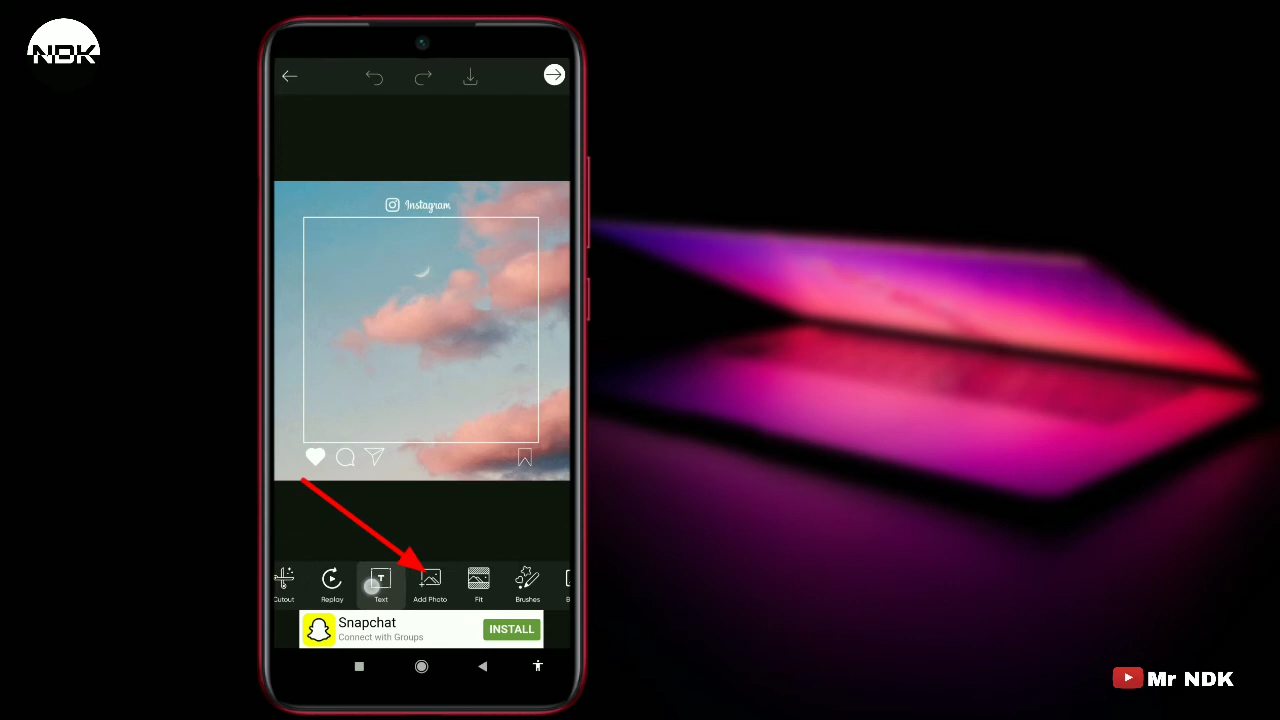 NDK
Instagram
Cutout
Replay
Text
Add Photo
Fit
Brushes
Snapchat
Connect with Groups
INSTALL
Mr NDK